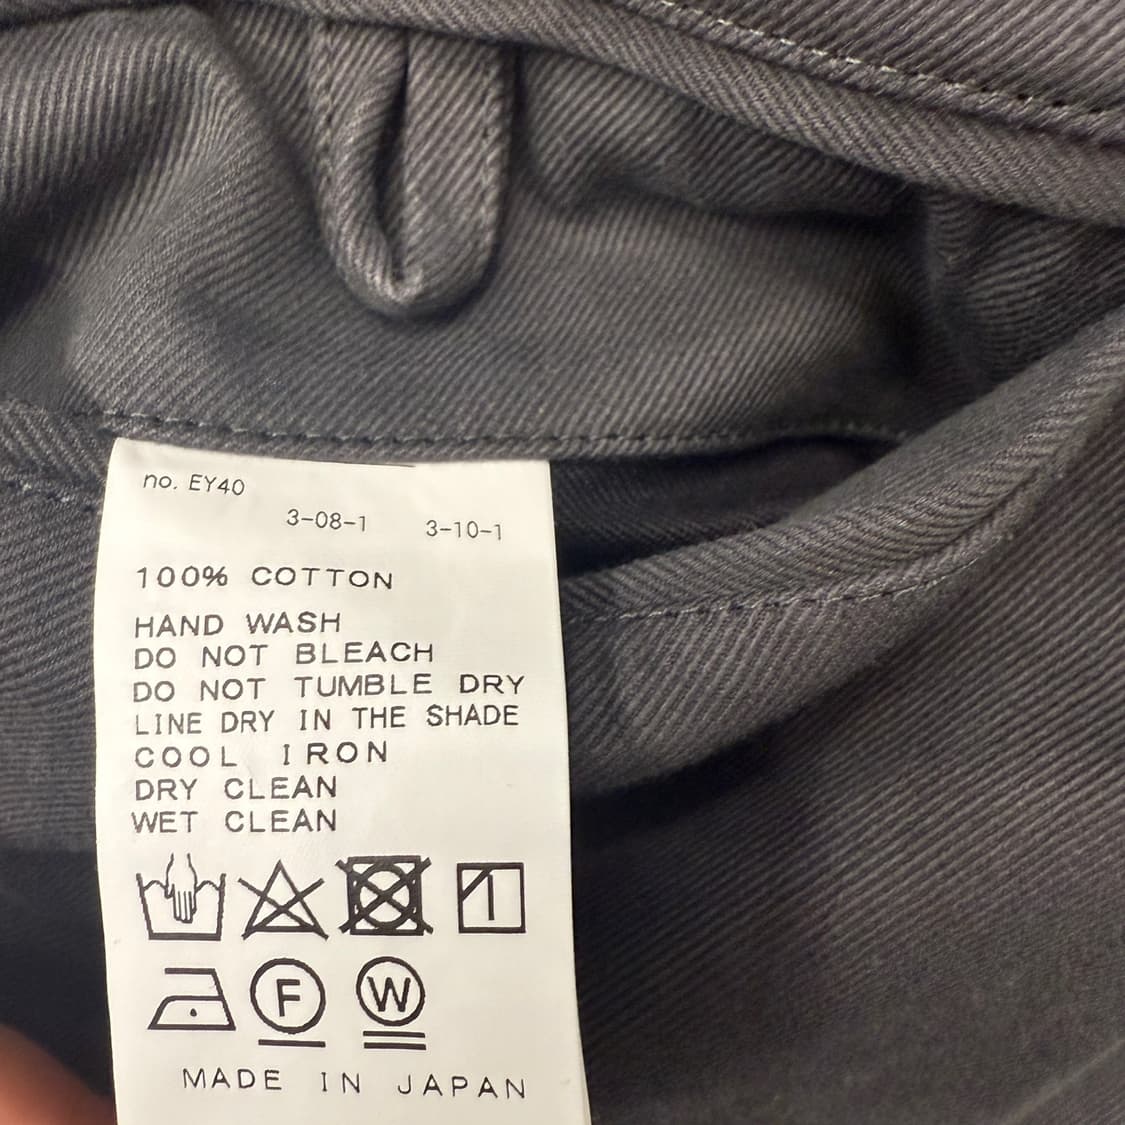 no. EY40
3-08-1 3-10-1
100% COTTON
HAND WASH
DO NOT BLEACH
DO NOT TUMBLE DRY
LINE DRY IN THE SHADE
COOL IRON
DRY CLEAN
WET CLEAN
F W
MADE IN JAPAN